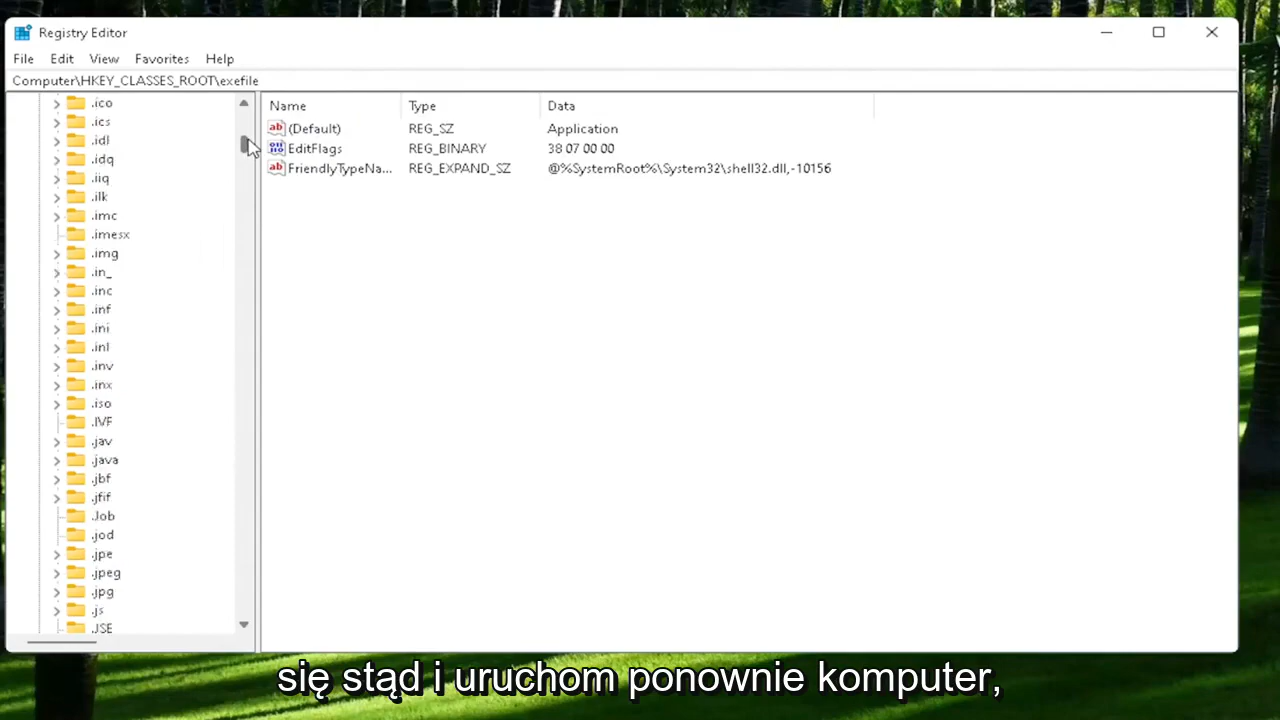 Registry Editor
File Edit View Favorites Help
Computer\HKEY_CLASSES_ROOT\exefile
.ico
.ics
.idl
.idq
.iiq
.ilk
.imc
.imesx
.img
.in_
.inc
.inf
.ini
.inl
.inv
.inx
.iso
.IVF
.jav
.java
.jbf
.jfif
.Job
.jod
.jpe
.jpeg
.jpg
.js
.JSE
Name Type Data
(Default) REG_SZ Application
EditFlags REG_BINARY 38 07 00 00
FriendlyTypeNa... REG_EXPAND_SZ @%SystemRoot%\System32\shell32.dll,-10156
się stąd i uruchom ponownie komputer,